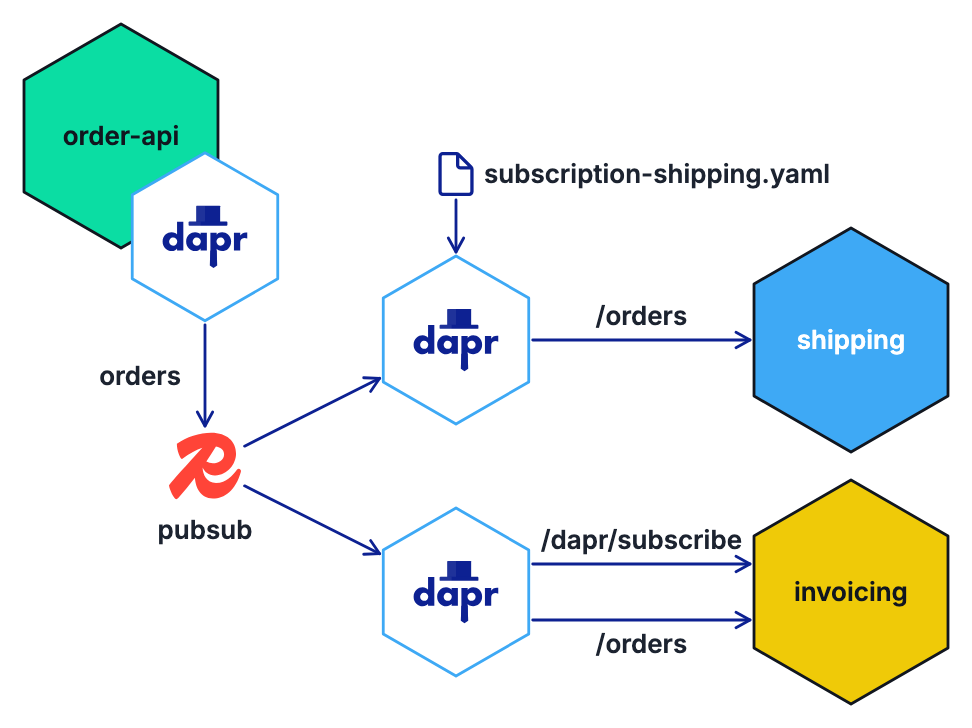 order-api
dapr
subscription-shipping.yaml
dapr
/orders
shipping
orders
pubsub
dapr
/dapr/subscribe
invoicing
/orders